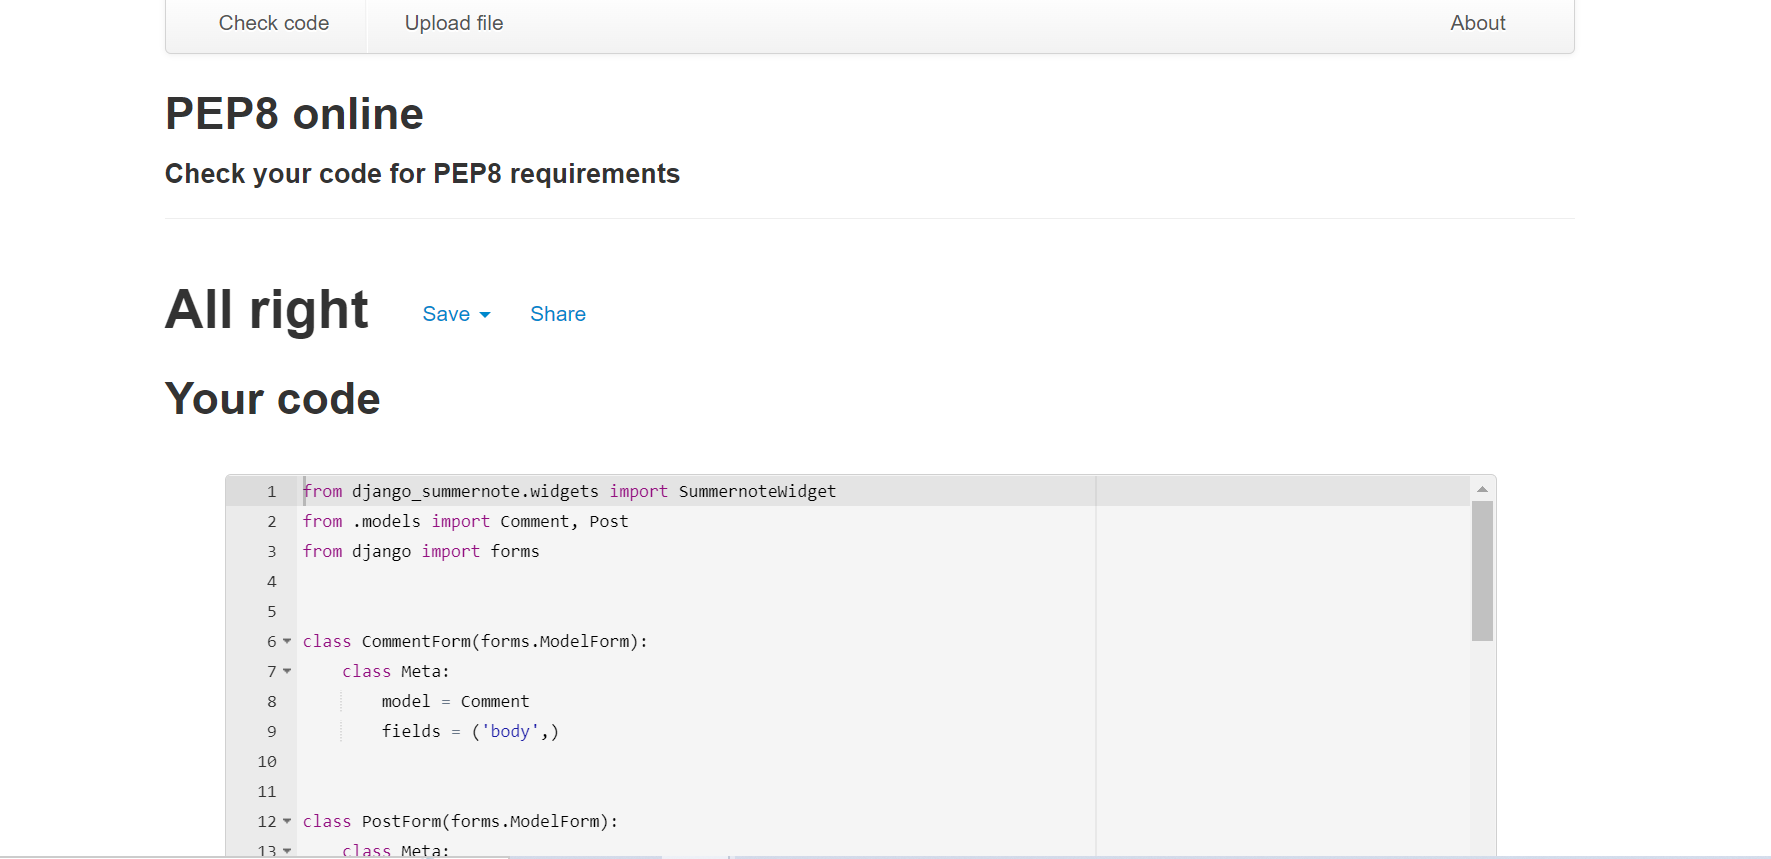 Check code Upload file About
PEP8 online
Check your code for PEP8 requirements
All right Save Share
Your code
1 from django_summernote.widgets import SummernoteWidget
2 from .models import Comment, Post
3 from django import forms
4
5
6 class CommentForm(forms.ModelForm):
7 class Meta:
8 model = Comment
9 fields = ('body',)
10
11
12 class PostForm(forms.ModelForm):
13 class Meta: